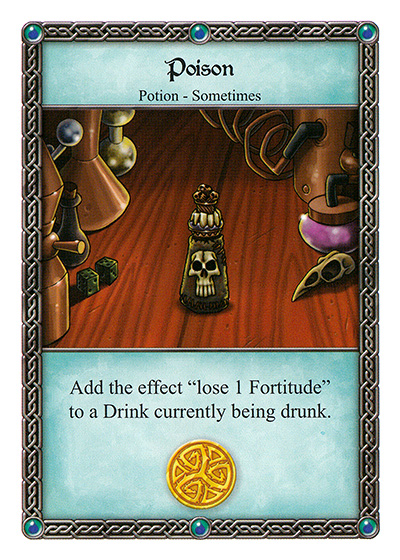 Poison
Potion - Sometimes
Add the effect “lose 1 Fortitude”
to a Drink currently being drunk.